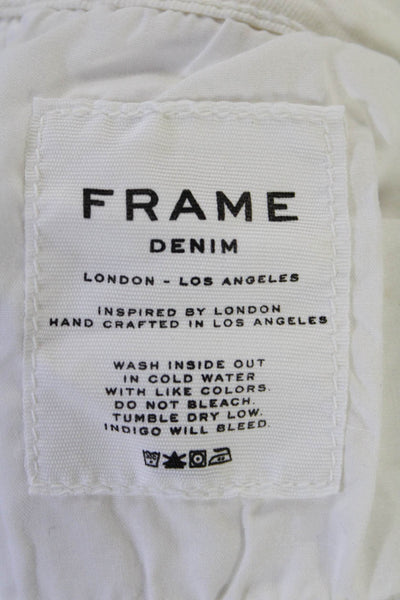 FRAME
DENIM
LONDON - LOS ANGELES
INSPIRED BY LONDON
HAND CRAFTED IN LOS ANGELES
WASH INSIDE OUT
IN COLD WATER
WITH LIKE COLORS.
DO NOT BLEACH.
TUMBLE DRY LOW.
INDIGO WILL BLEED.